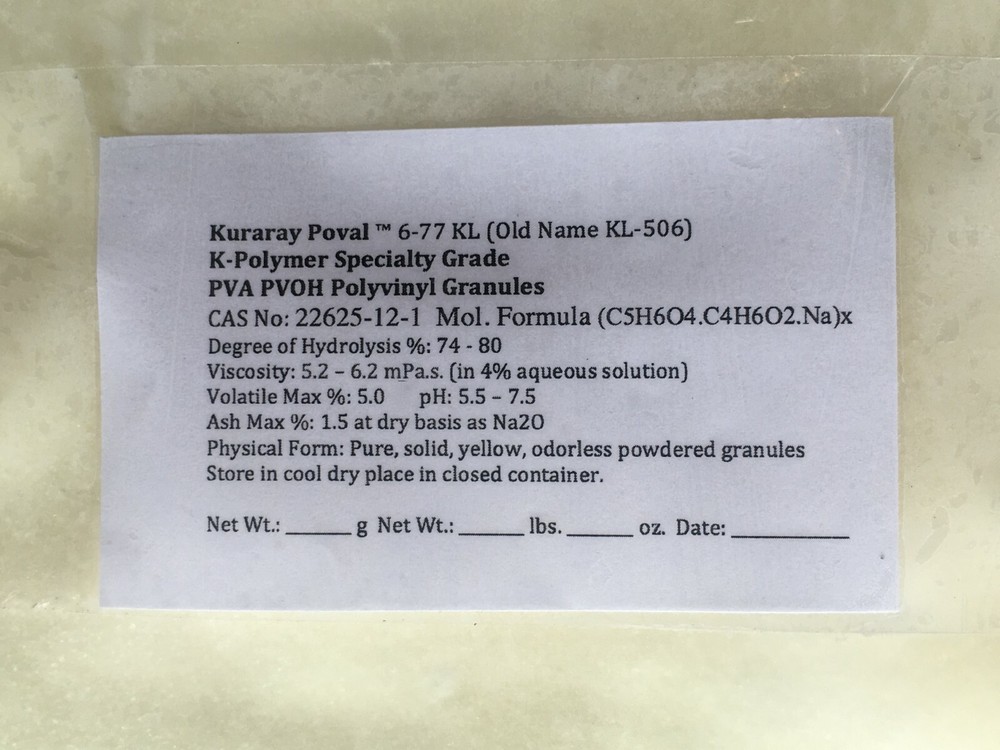 Kuraray Poval ™ 6-77 KL (Old Name KL-506)
K-Polymer Specialty Grade
PVA PVOH Polyvinyl Granules
CAS No: 22625-12-1 Mol. Formula (C5H6O4.C4H6O2.Na)x
Degree of Hydrolysis %: 74 - 80
Viscosity: 5.2 – 6.2 mPa.s. (in 4% aqueous solution)
Volatile Max %: 5.0 pH: 5.5 – 7.5
Ash Max %: 1.5 at dry basis as Na2O
Physical Form: Pure, solid, yellow, odorless powdered granules
Store in cool dry place in closed container.
Net Wt.: ______ g Net Wt.: ______ lbs. ______ oz. Date: ___________